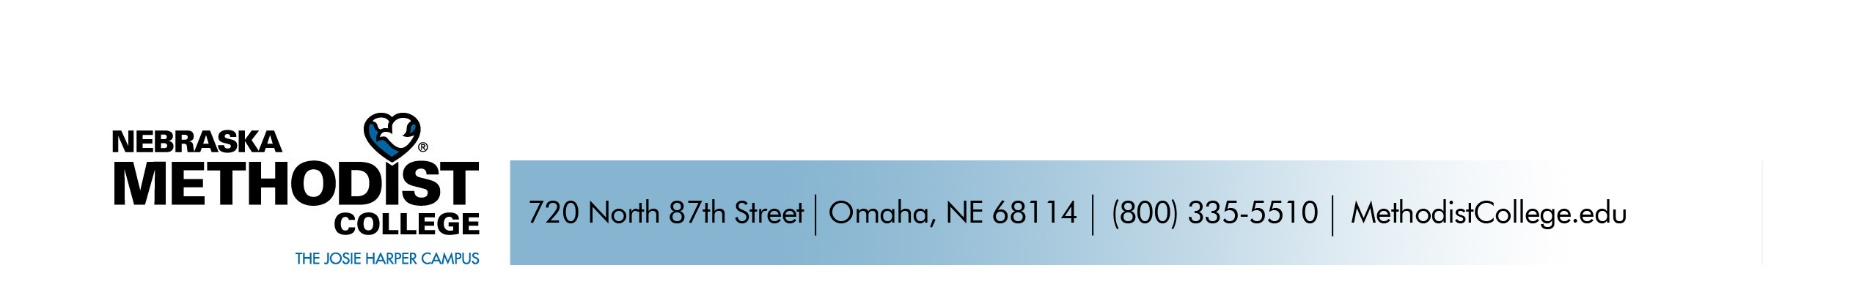 NEBRASKA
METHODIST®
COLLEGE
THE JOSIE HARPER CAMPUS
720 North 87th Street | Omaha, NE 68114 | (800) 335-5510 | MethodistCollege.edu